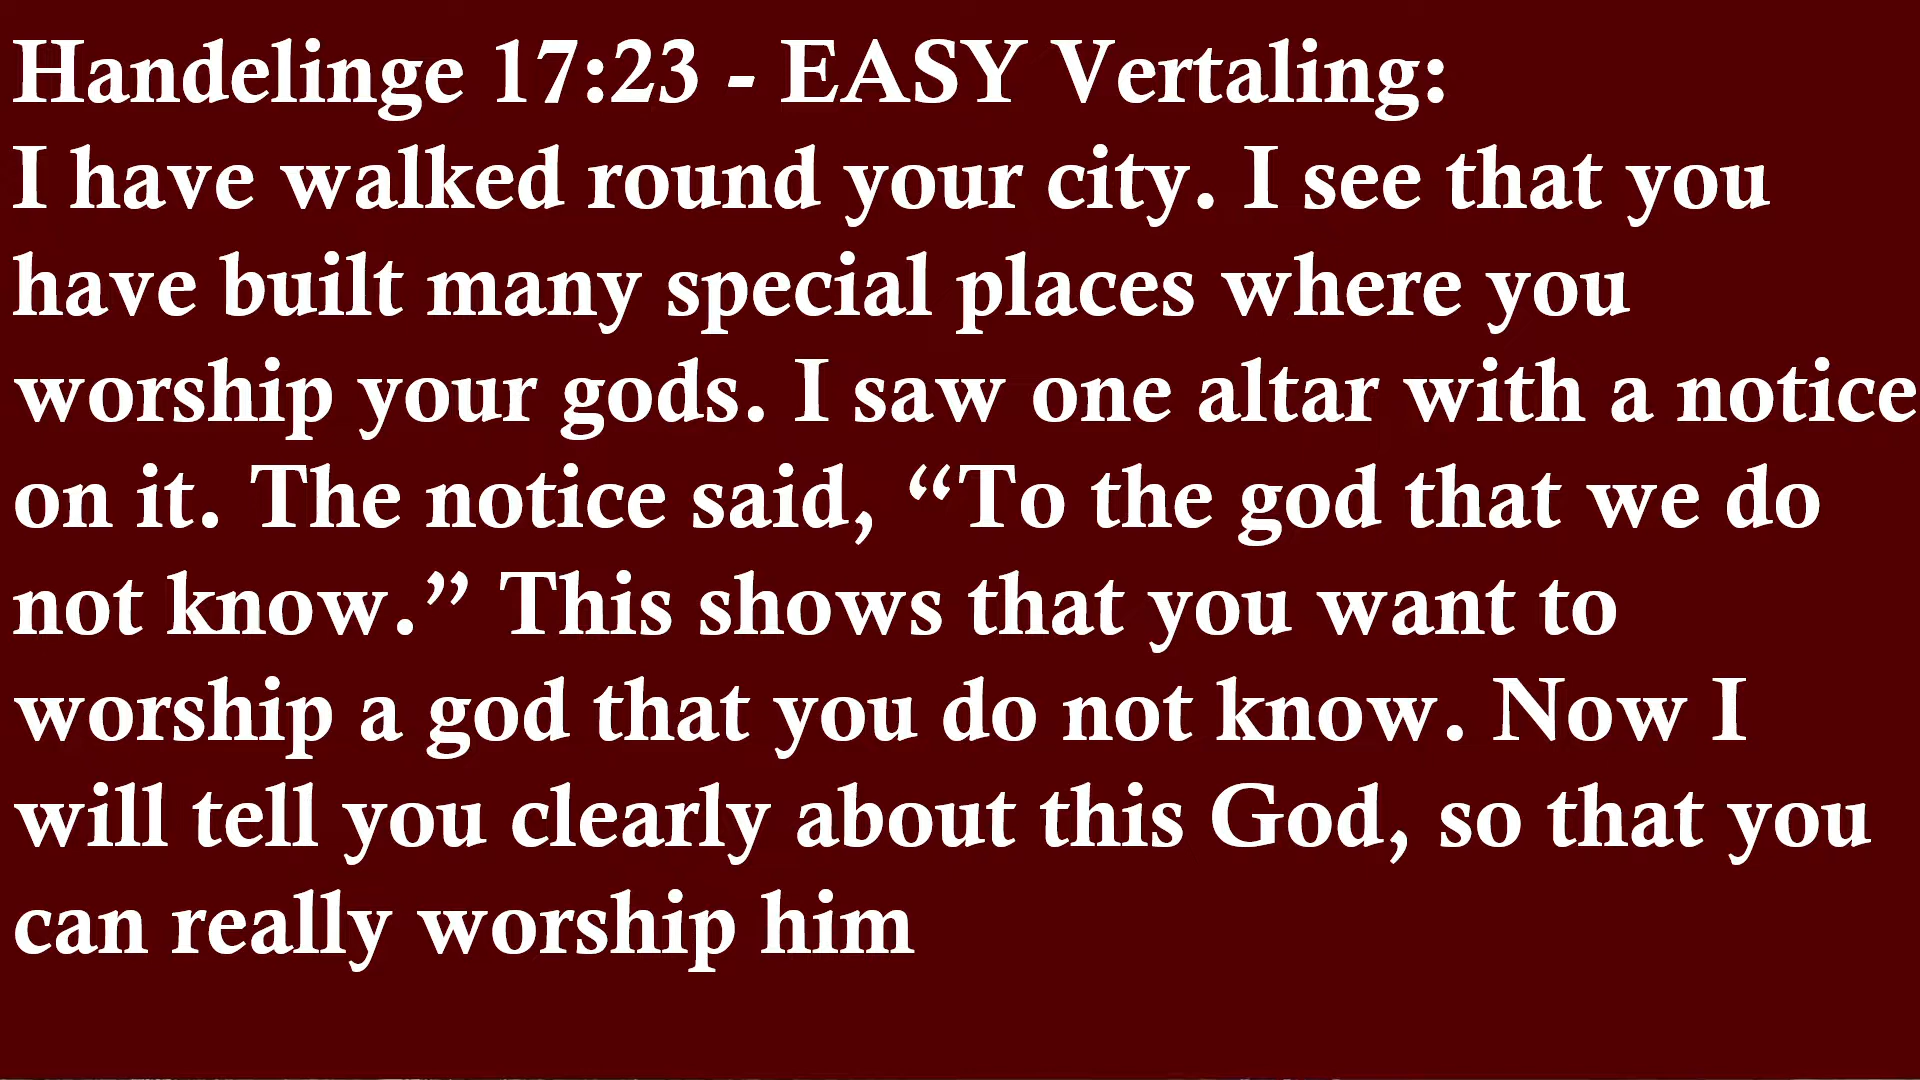 Handelinge 17:23 - EASY Vertaling:
I have walked round your city. I see that you
have built many special places where you
worship your gods. I saw one altar with a notice
on it. The notice said, “To the god that we do
not know.” This shows that you want to
worship a god that you do not know. Now I
will tell you clearly about this God, so that you
can really worship him